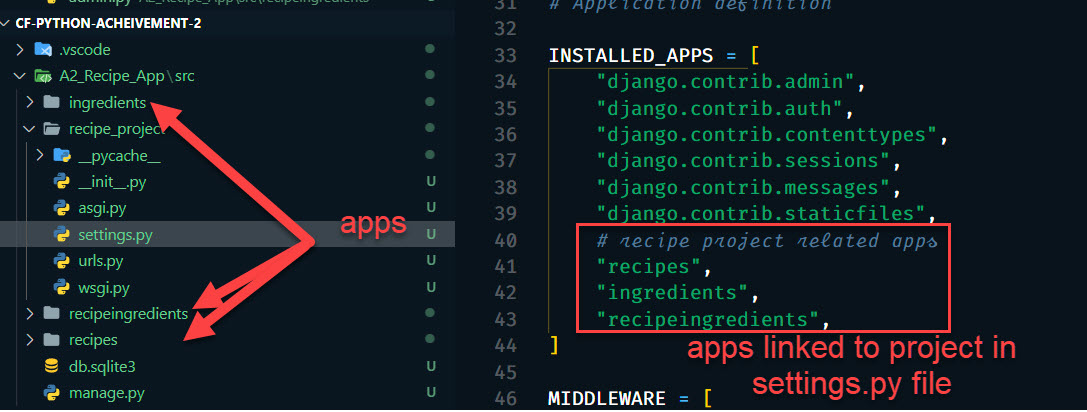 admin.py A2_Recipe_App\src\recipeingredients
CF-PYTHON-ACHEIVEMENT-2
.vscode
A2_Recipe_App\src
ingredients
recipe_project
__pycache__
__init__.py U
asgi.py U
settings.py U
urls.py U
wsgi.py U
recipeingredients
recipes
db.sqlite3
manage.py U
apps
31 # Application definition
32
33 INSTALLED_APPS = [
34 "django.contrib.admin",
35 "django.contrib.auth",
36 "django.contrib.contenttypes",
37 "django.contrib.sessions",
38 "django.contrib.messages",
39 "django.contrib.staticfiles",
40 # recipe project related apps
41 "recipes",
42 "ingredients",
43 "recipeingredients",
44 ]
45
46 MIDDLEWARE = [
apps linked to project in
settings.py file